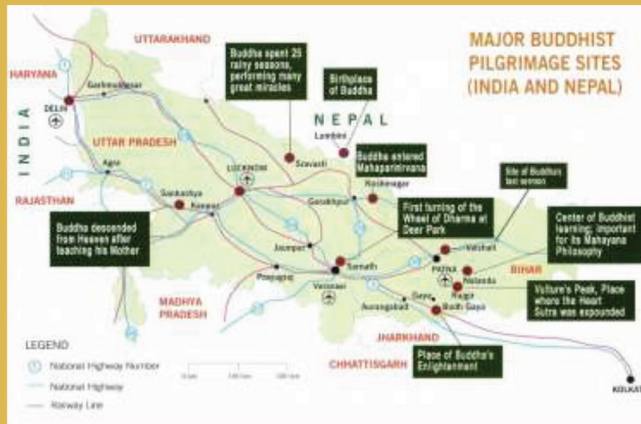 MAJOR BUDDHIST
PILGRIMAGE SITES
(INDIA AND NEPAL)
UTTARAKHAND
HARYANA
DELHI
INDIA
UTTAR PRADESH
Agra
RAJASTHAN
Sankashya
Kanpur
LUCKNOW
Buddha spent 25
rainy seasons,
performing many
great miracles
Birthplace
of Buddha
NEPAL
Lumbini
Sravasti
Buddha entered
Mahaparinirvana
Gorakhpur
First turning of the
Wheel of Dharma at
Deer Park
Site of Buddha's
last sermon
Center of Buddhist
learning; important
for its Mahayana
Philosophy
Buddha descended
from Heaven after
teaching his Mother
Jaunpur
Sarnath
Varanasi
Vaishali
PATNA
Nalanda
BIHAR
Vulture's Peak, Place
where the Heart
Sutra was expounded
Gaya
Bodh Gaya
Aurangabad
MADHYA
PRADESH
JHARKHAND
CHHATTISGARH
Place of Buddha's
Enlightenment
KOLKAT
LEGEND
National Highway Number
National Highway
Railway Line